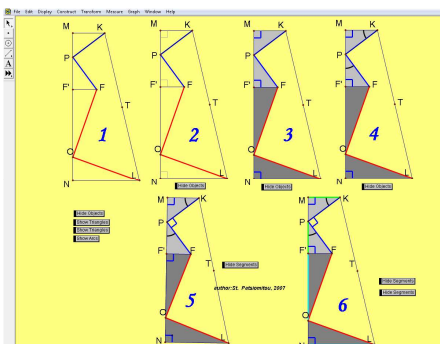 File Edit Display Construct Transform Measure Graph Window Help
M K M K M K M K
P P P P
F' F F' F F' F F' F
T T T T
1 2 3 4
O O O O
L L L L
N N N N
Hide Objects Hide Objects Hide Objects
M K M K
Hide Objects
Show Triangles
Show Triangles
Show Arcs
P P
F' F F' F
T Hide Segments T
Hide Segments
author:St. Patsiomitou, 2007
Hide Segments
5 6
O O
N L N L
A